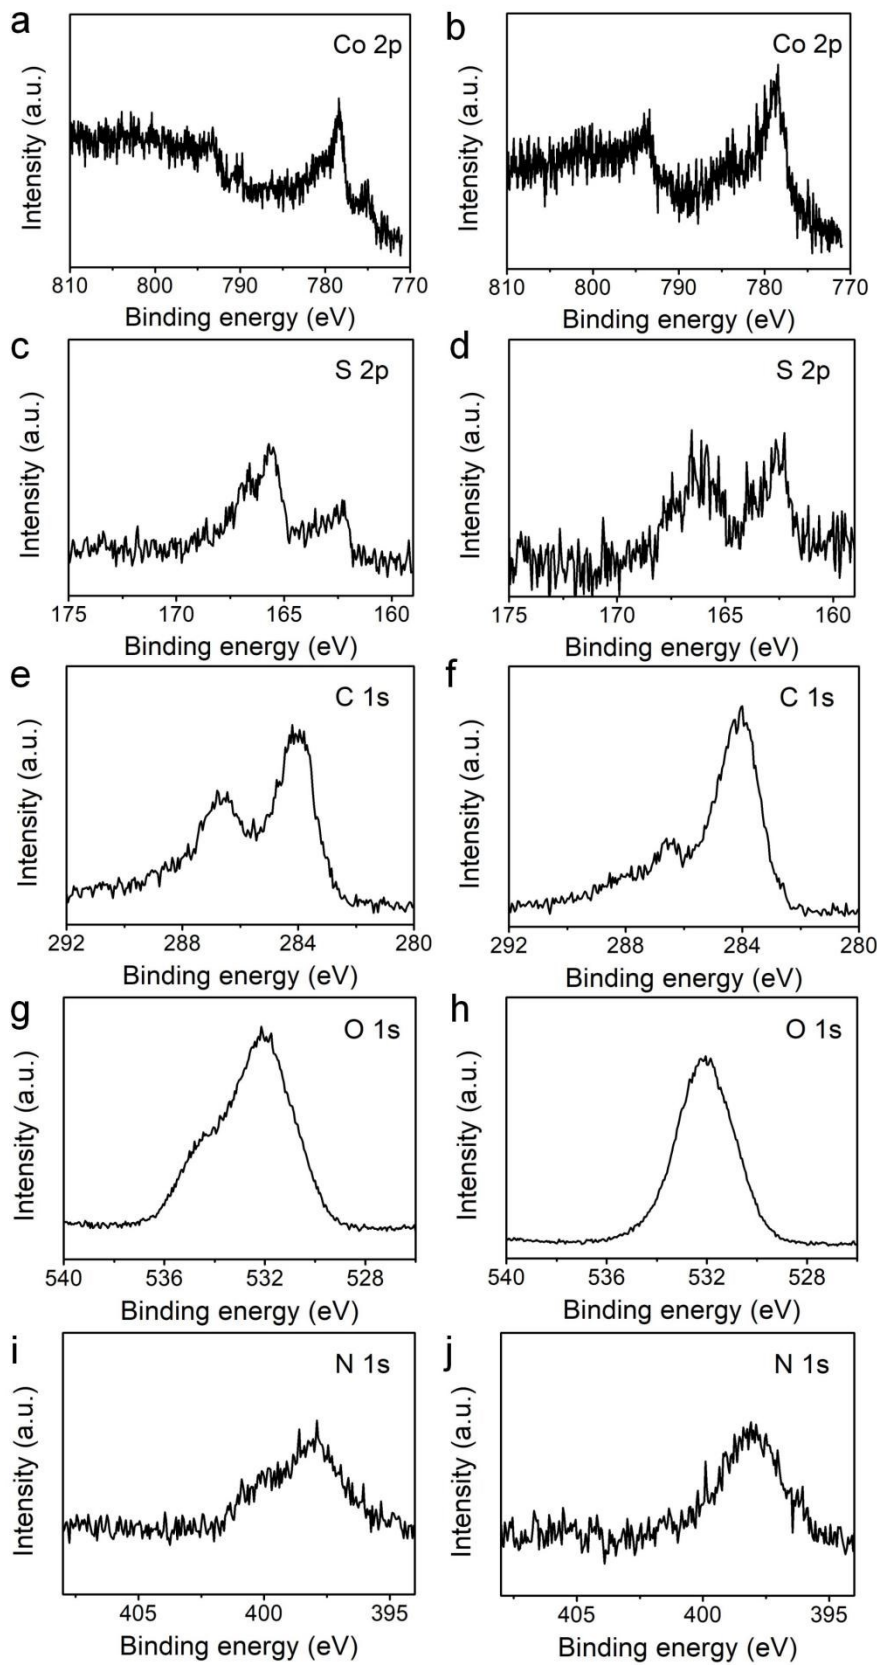 a
Co 2p
Intensity (a.u.)
810 800 790 780 770
Binding energy (eV)
b
Co 2p
Intensity (a.u.)
810 800 790 780 770
Binding energy (eV)
c
S 2p
Intensity (a.u.)
175 170 165 160
Binding energy (eV)
d
S 2p
Intensity (a.u.)
175 170 165 160
Binding energy (eV)
e
C 1s
Intensity (a.u.)
292 288 284 280
Binding energy (eV)
f
C 1s
Intensity (a.u.)
292 288 284 280
Binding energy (eV)
g
O 1s
Intensity (a.u.)
540 536 532 528
Binding energy (eV)
h
O 1s
Intensity (a.u.)
540 536 532 528
Binding energy (eV)
i
N 1s
Intensity (a.u.)
405 400 395
Binding energy (eV)
j
N 1s
Intensity (a.u.)
405 400 395
Binding energy (eV)